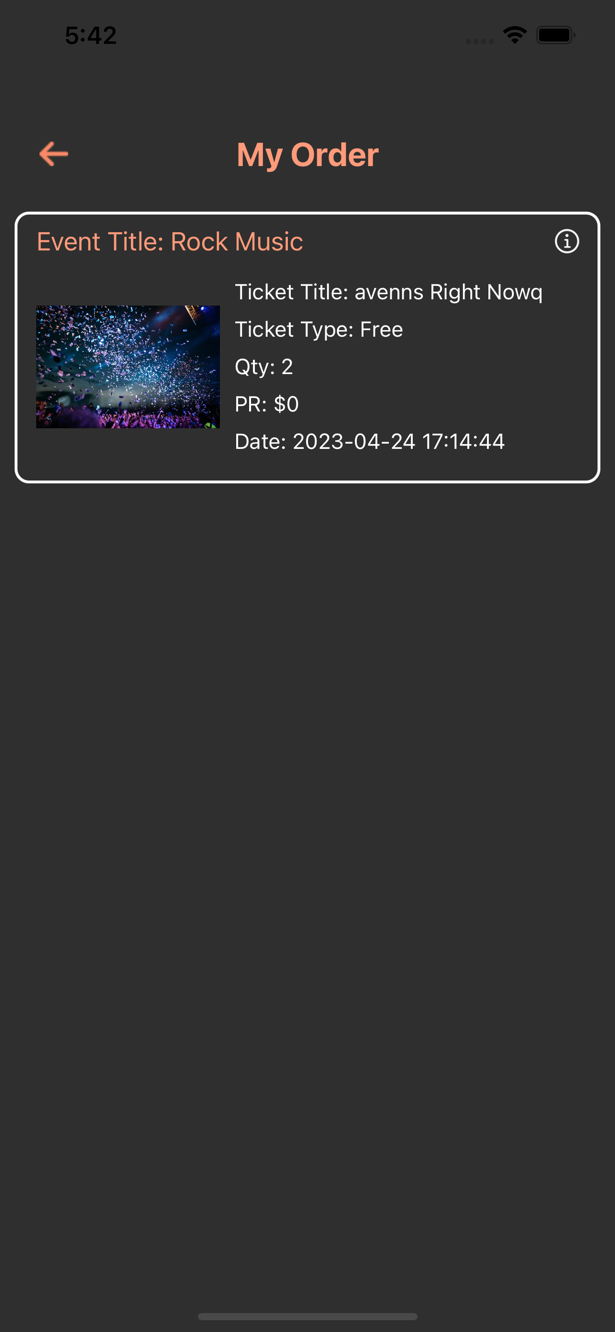 5:42
My Order
Event Title: Rock Music
Ticket Title: avenns Right Nowq
Ticket Type: Free
Qty: 2
PR: $0
Date: 2023-04-24 17:14:44